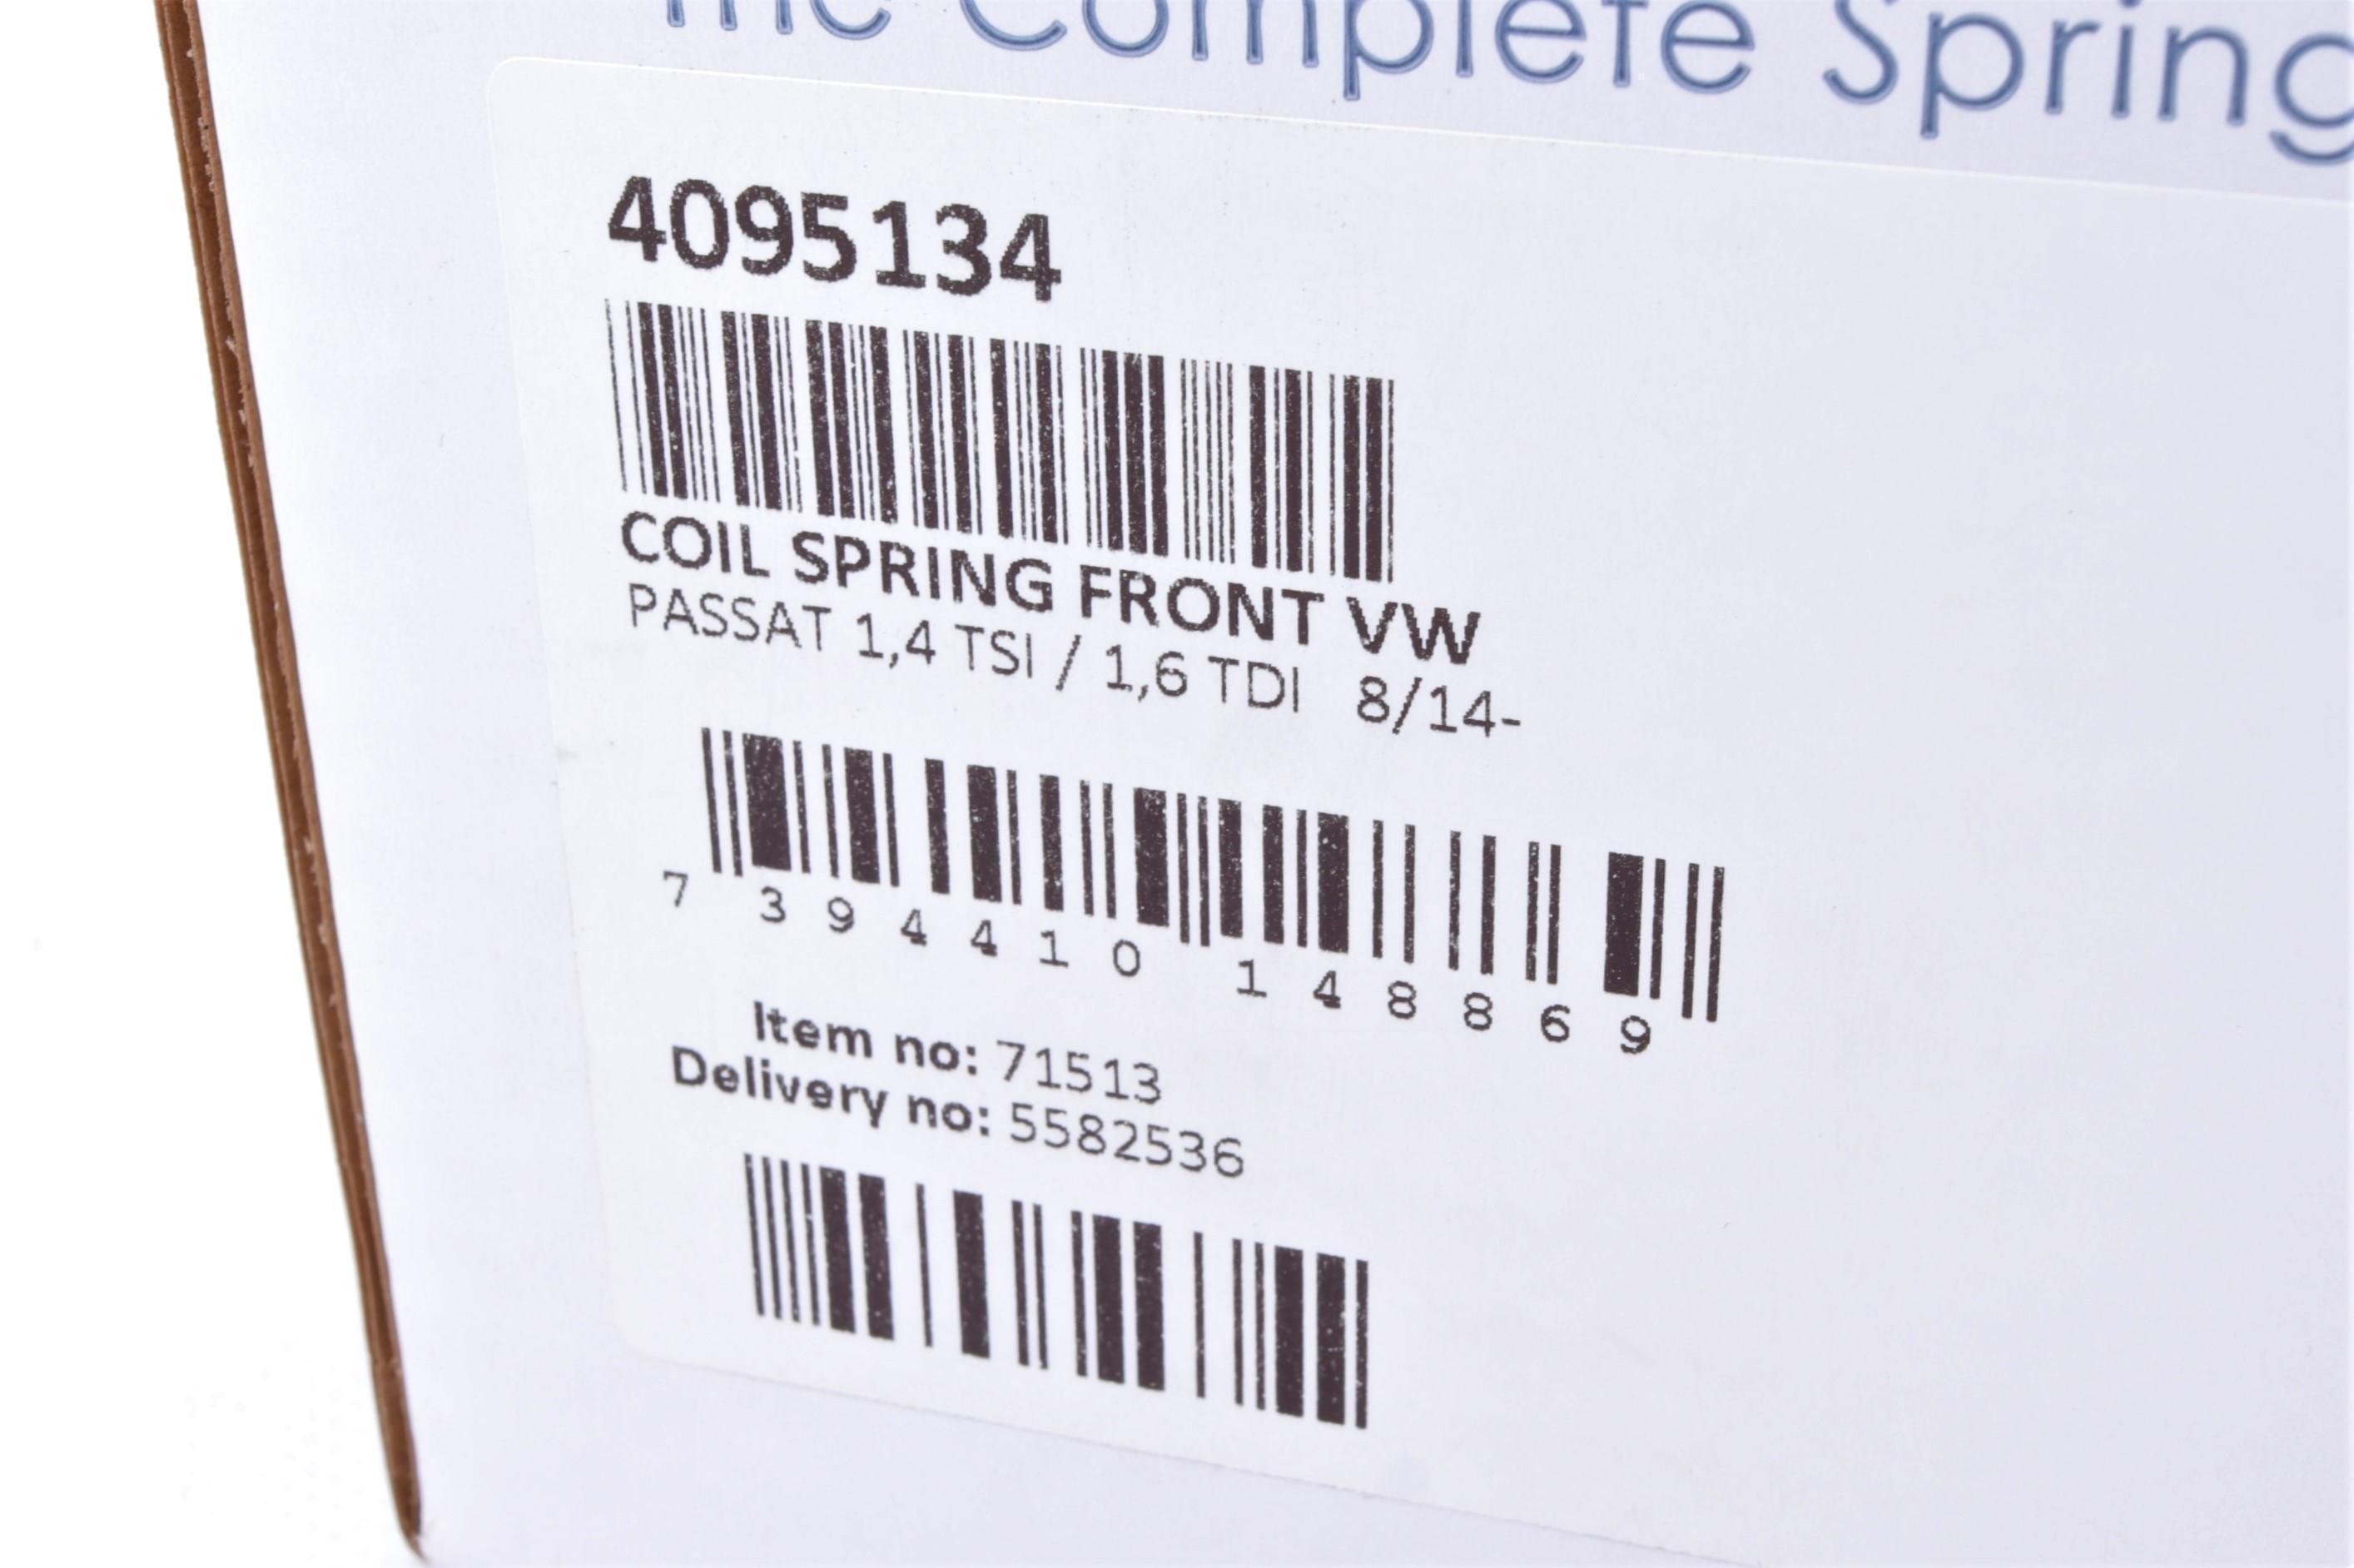 The Complete Spring
4095134
COIL SPRING FRONT VW
PASSAT 1,4 TSI / 1,6 TDI 8/14-
7 394410 148869
Item no: 71513
Delivery no: 5582536